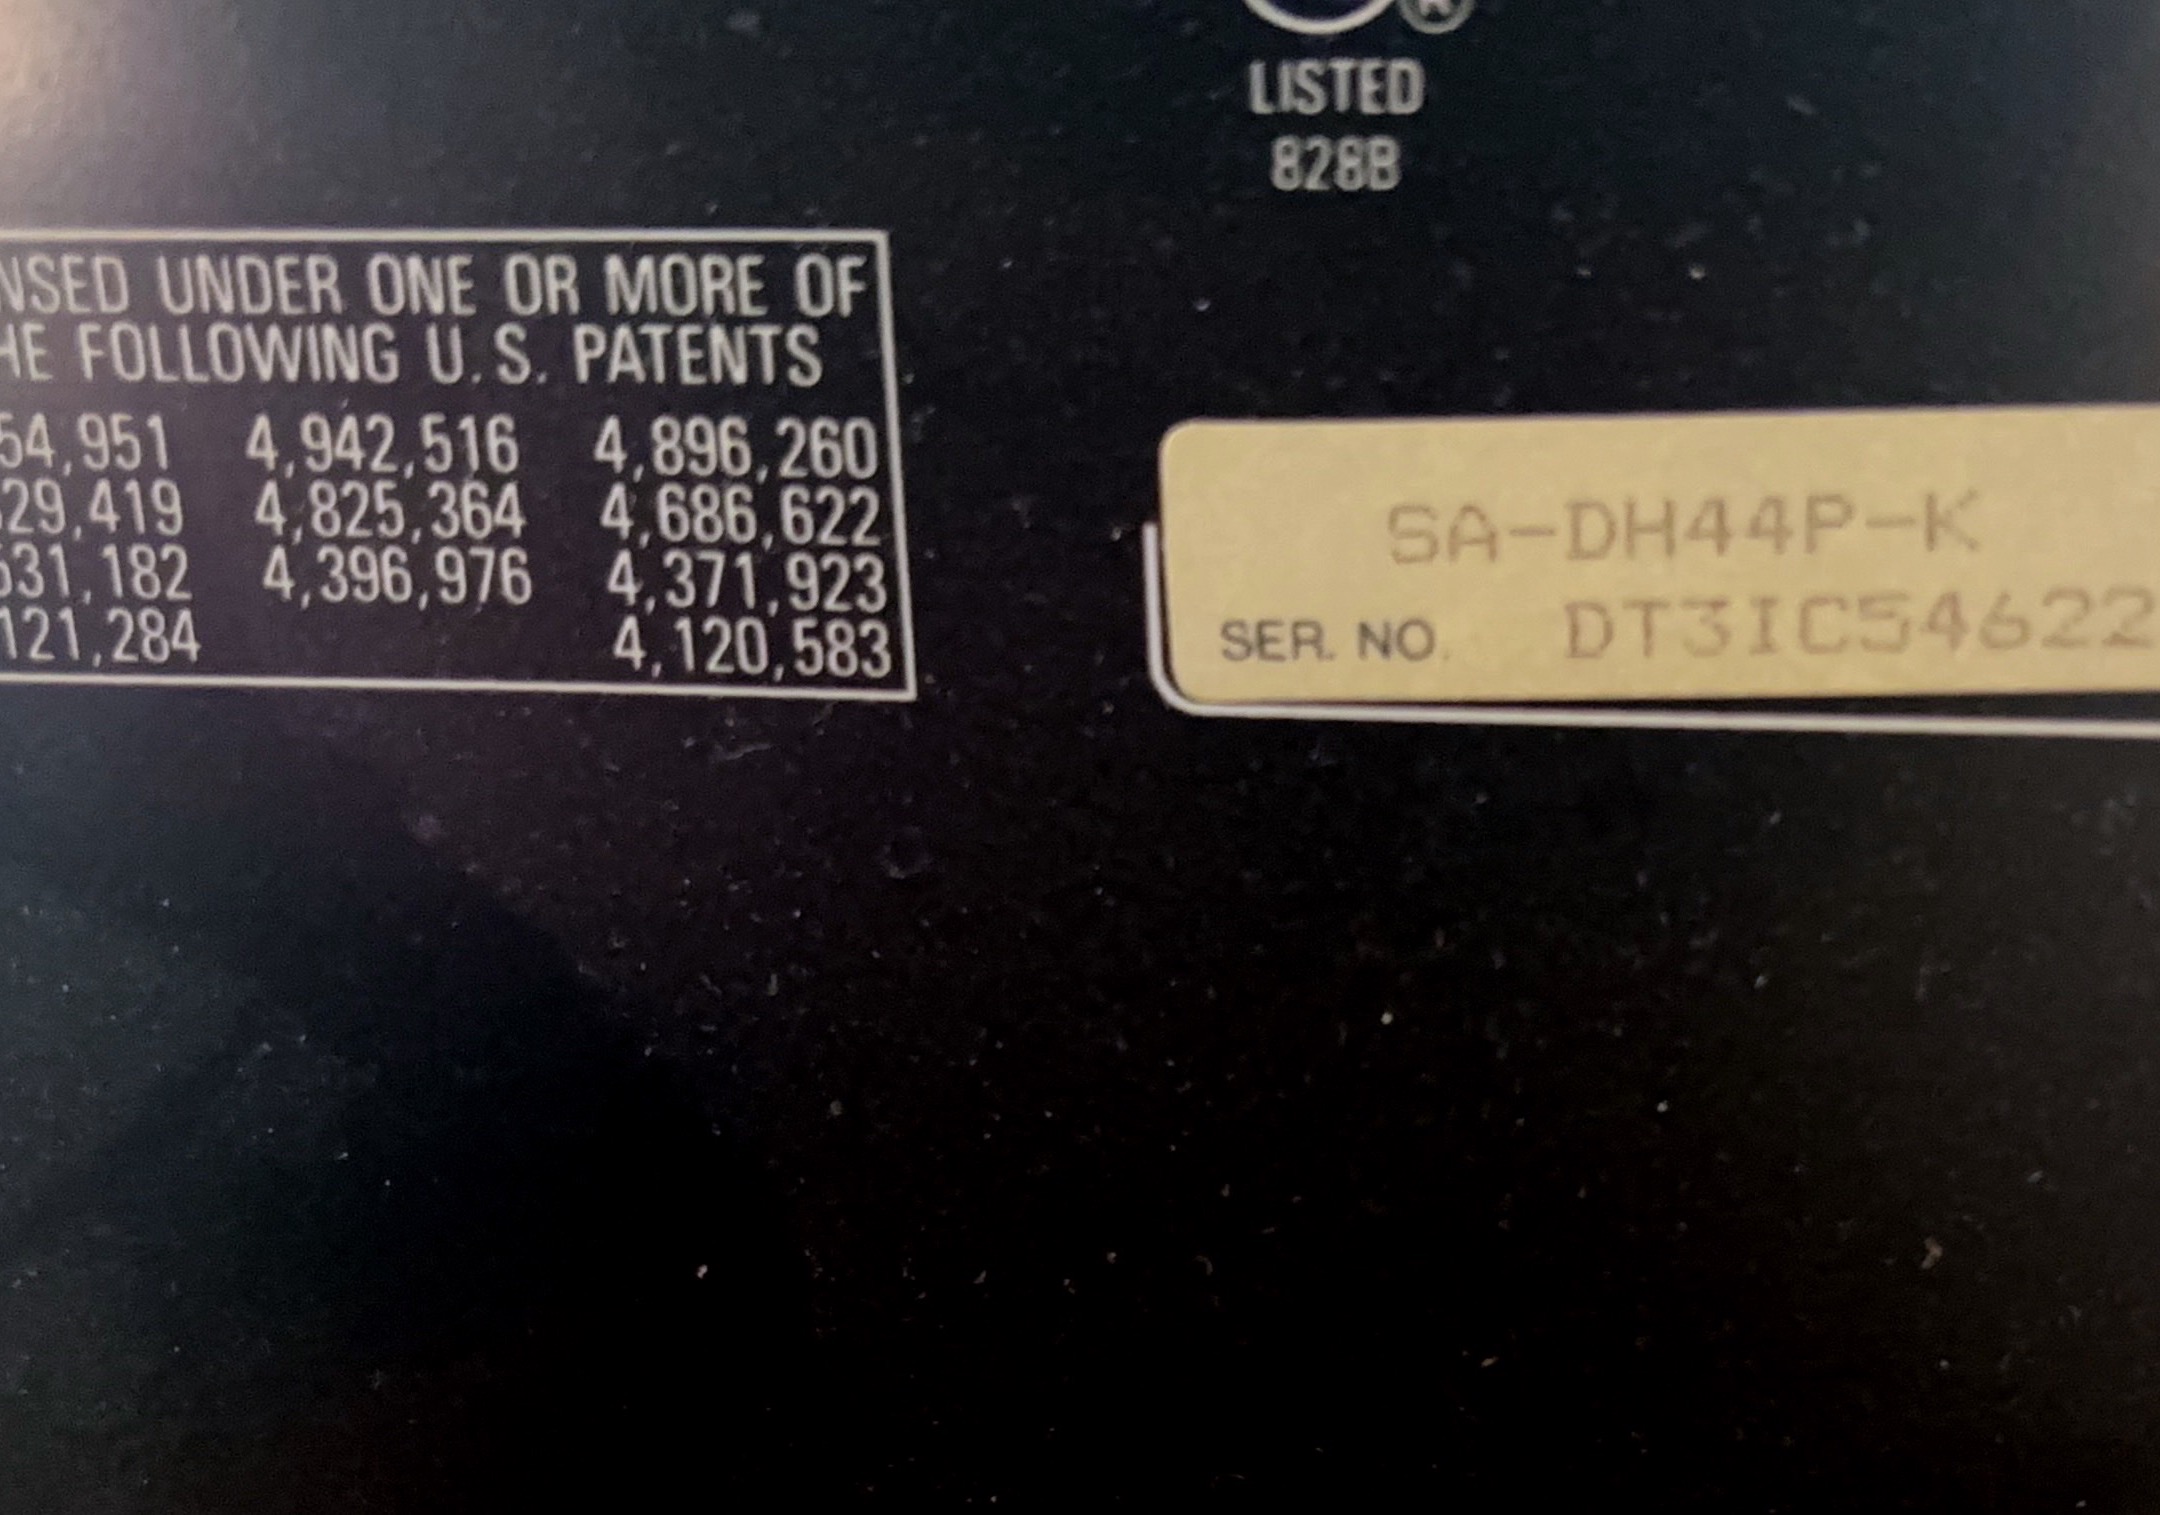 LISTED
828B
NSED UNDER ONE OR MORE OF
HE FOLLOWING U.S. PATENTS
54,951 4,942,516 4,896,260
29,419 4,825,364 4,686,622
631,182 4,396,976 4,371,923
121,284 4,120,583
SA-DH44P-K
SER. NO. DT3IC54622